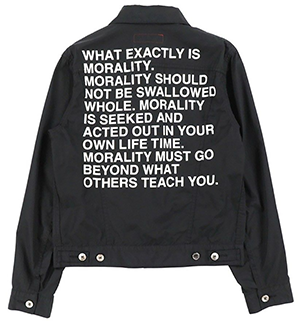 WHAT EXACTLY IS
MORALITY.
MORALITY SHOULD
NOT BE SWALLOWED
WHOLE. MORALITY
IS SEEKED AND
ACTED OUT IN YOUR
OWN LIFE TIME.
MORALITY MUST GO
BEYOND WHAT
OTHERS TEACH YOU.